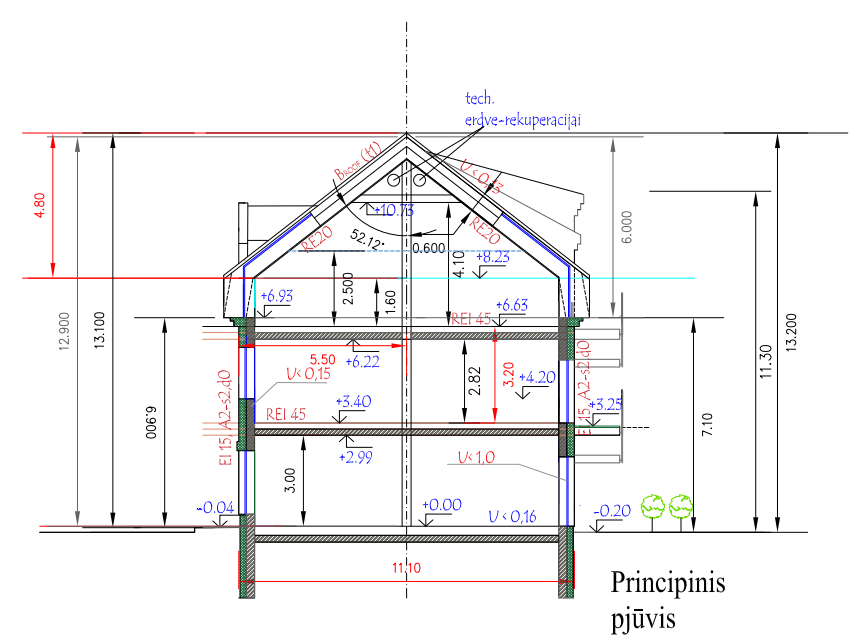 tech.
erdve-rekuperacijai
BROOF (t1)
U<0,13
4.80
+10.73
RE20
RE20
52.12°
0.600
6.000
+8.23
4.10
2.500
1.60
+6.93
+6.63
REI 45
12.900
13.100
5.50
+6.22
U<0,15
2.82
3.20
+4.20
11.30
13.200
6.900
EI 15, A2-s2,d0
EI 15, A2-s2,d0
REI 45
+3.40
+3.25
7.10
+2.99
U<1,0
3.00
-0.04
+0.00
U<0,16
-0.20
11.10
Principinis
pjūvis